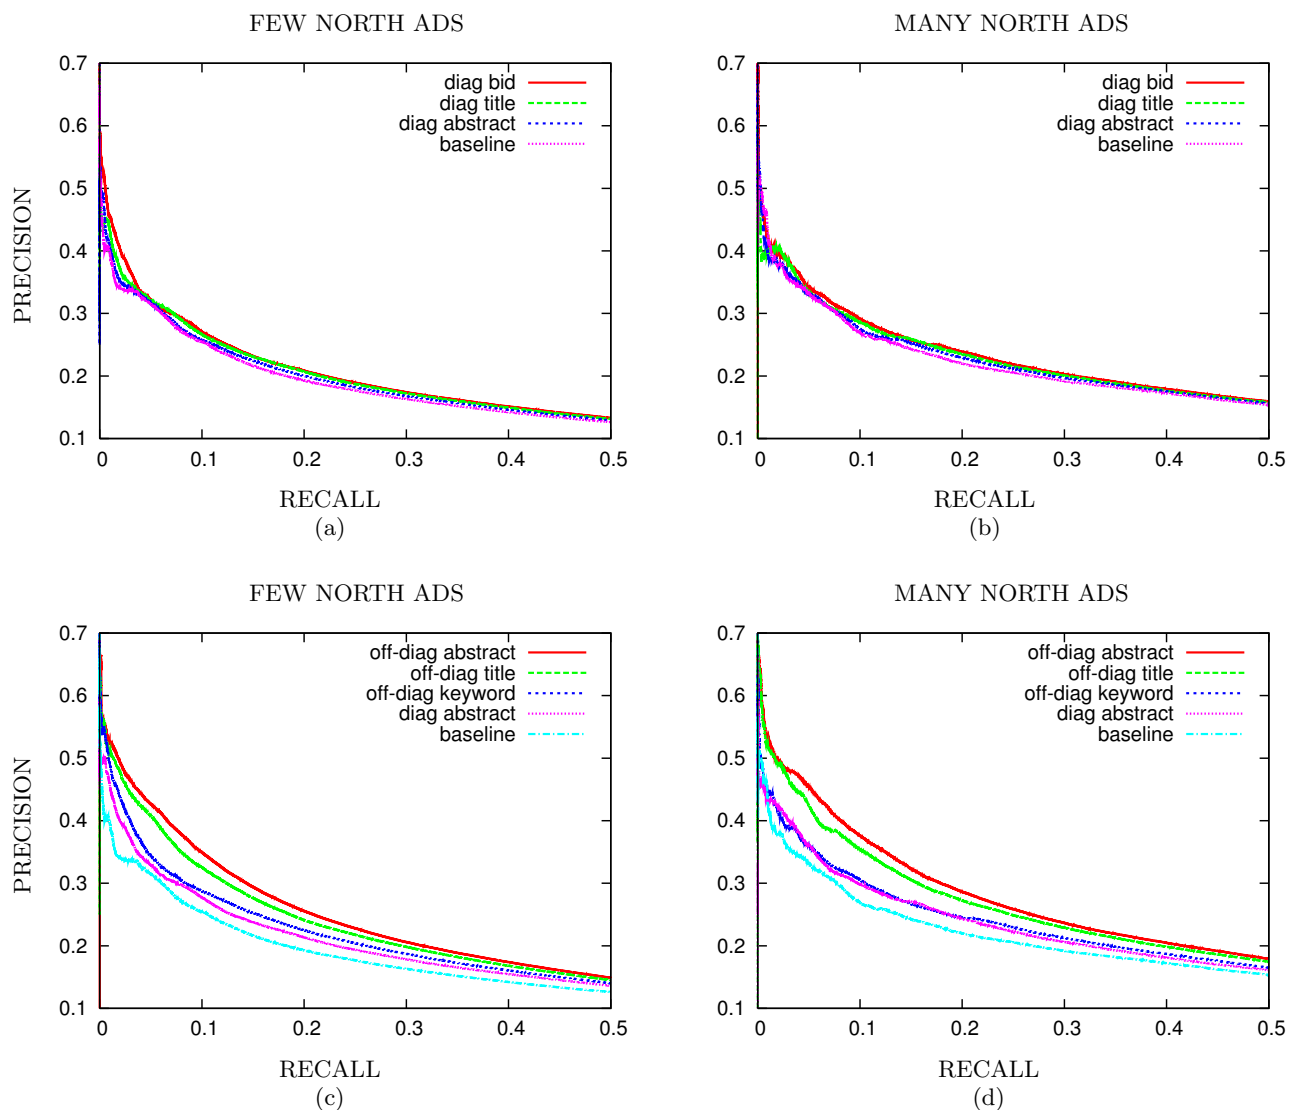 FEW NORTH ADS
MANY NORTH ADS
0.7
0.6
0.5
0.4
0.3
0.2
0.1
0
0.1
0.2
0.3
0.4
0.5
PRECISION
RECALL
(a)
diag bid
diag title
diag abstract
baseline
0.7
0.6
0.5
0.4
0.3
0.2
0.1
0
0.1
0.2
0.3
0.4
0.5
RECALL
(b)
diag bid
diag title
diag abstract
baseline
FEW NORTH ADS
MANY NORTH ADS
0.7
0.6
0.5
0.4
0.3
0.2
0.1
0
0.1
0.2
0.3
0.4
0.5
PRECISION
RECALL
(c)
off-diag abstract
off-diag title
off-diag keyword
diag abstract
baseline
0.7
0.6
0.5
0.4
0.3
0.2
0.1
0
0.1
0.2
0.3
0.4
0.5
RECALL
(d)
off-diag abstract
off-diag title
off-diag keyword
diag abstract
baseline